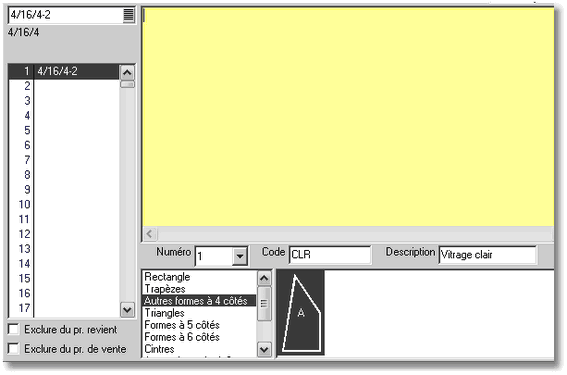 4/16/4-2
4/16/4
1 4/16/4-2
2
3
4
5
6
7
8
9
10
11
12
13
14
15
16
17
Exclure du pr. revient
Exclure du pr. de vente
Numéro 1 Code CLR Description Vitrage clair
Rectangle
Trapèzes
Autres formes à 4 côtés
Triangles
Formes à 5 côtés
Formes à 6 côtés
Cintres
A